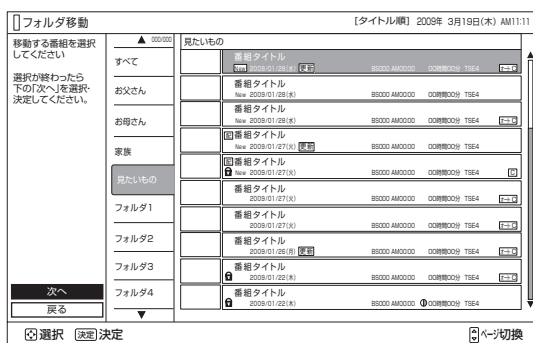 フォルダ移動
[タイトル順] 2009年 3月19日(木) AM11:11
移動する番組を選択
してください
選択が終わったら
下の「次へ」を選択・
決定してください。
次へ
戻る
▲ 000/000
すべて
お父さん
お母さん
家族
見たいもの
フォルダ1
フォルダ2
フォルダ3
フォルダ4
▼
見たいもの
番組タイトル
New 2009/01/28(水) 更新 BS000 AM00:00 00時間00分 TSE4
番組タイトル
New 2009/01/28(水) BS000 AM00:00 00時間00分 TSE4
番組タイトル
New 2009/01/28(水) BS000 AM00:00 00時間00分 TSE4
番組タイトル
New 2009/01/27(火) 更新 BS000 AM00:00 00時間00分 TSE4
番組タイトル
New 2009/01/27(火) BS000 AM00:00 00時間00分 TSE4 C
番組タイトル
2009/01/27(火) BS000 AM00:00 00時間00分 TSE4
番組タイトル
2009/01/27(火) BS000 AM00:00 00時間00分 TSE4
番組タイトル
2009/01/26(月) 更新 BS000 AM00:00 00時間00分 TSE4
番組タイトル
2009/01/22(木) BS000 AM00:00 00時間00分 TSE4
番組タイトル
2009/01/22(木) BS000 AM00:00 00時間00分 TSE4
選択 決定 決定
ページ切換